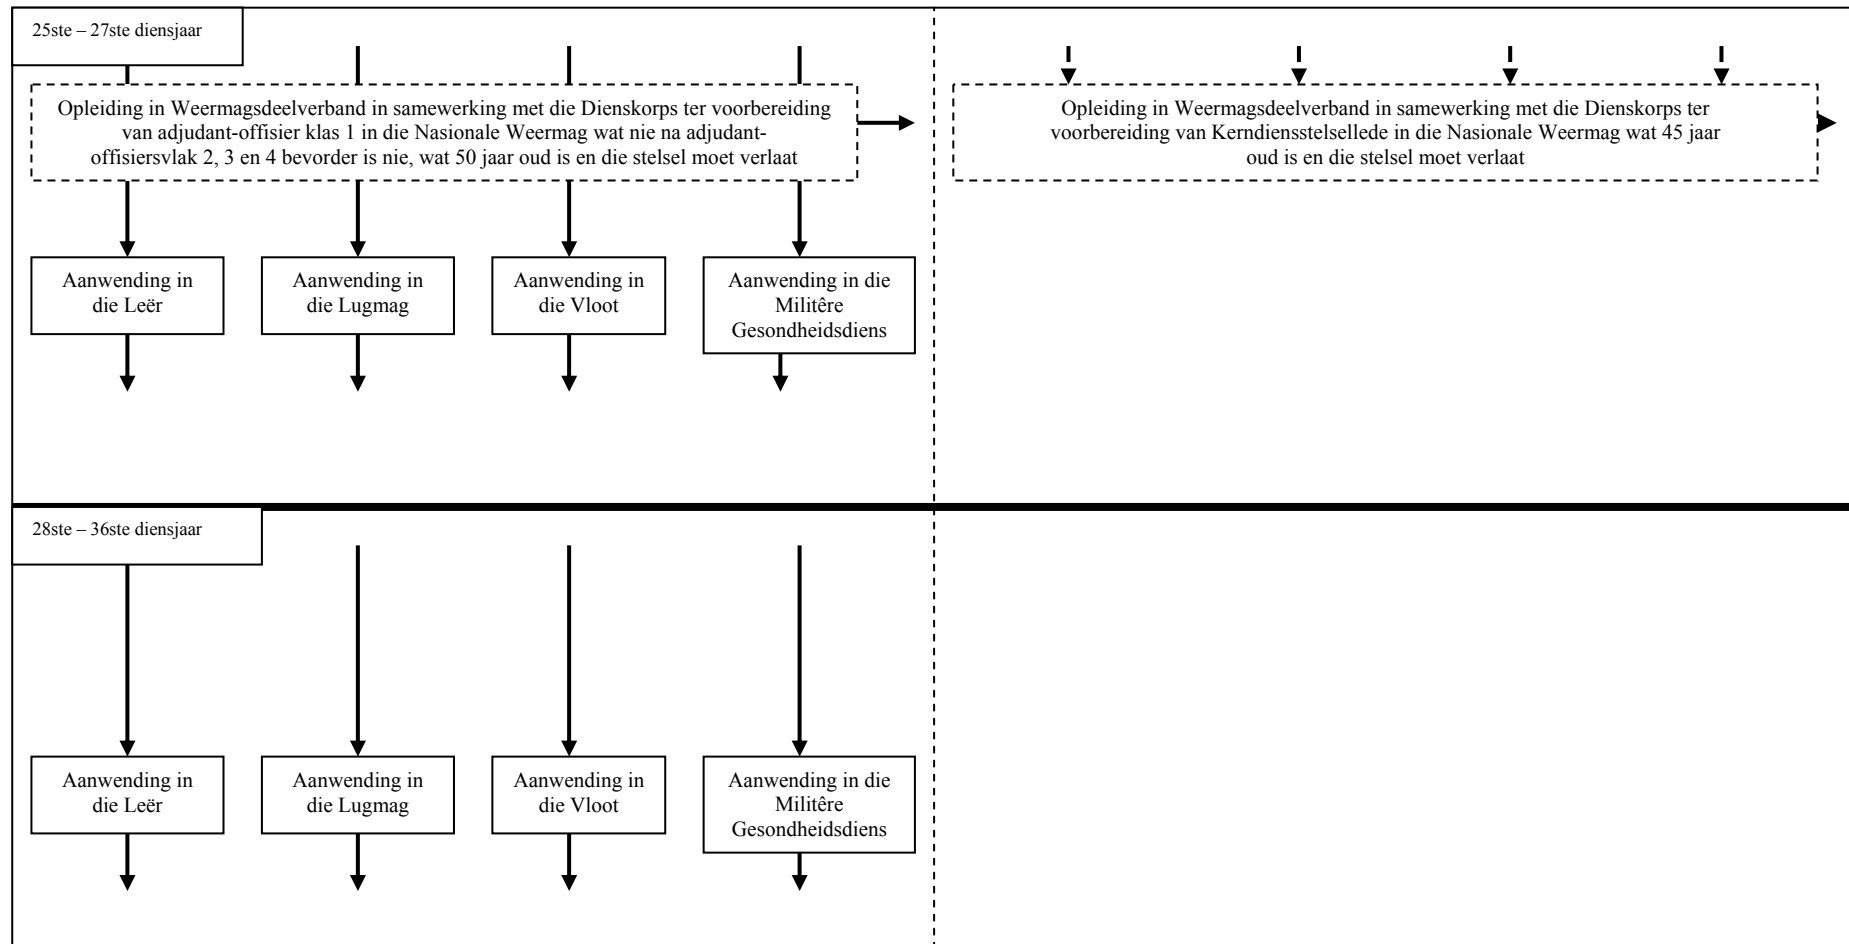 25ste – 27ste diensjaar
Opleiding in Weermagsdeelverband in samewerking met die Dienskorps ter voorbereiding
van adjudant-offisier klas 1 in die Nasionale Weermag wat nie na adjudant-
offisiersvlak 2, 3 en 4 bevorder is nie, wat 50 jaar oud is en die stelsel moet verlaat
Opleiding in Weermagsdeelverband in samewerking met die Dienskorps ter
voorbereiding van Kerndiensstelsellede in die Nasionale Weermag wat 45 jaar
oud is en die stelsel moet verlaat
Aanwending in
die Leër
Aanwending in
die Lugmag
Aanwending in
die Vloot
Aanwending in die
Militêre
Gesondheidsdiens
28ste – 36ste diensjaar
Aanwending in
die Leër
Aanwending in
die Lugmag
Aanwending in
die Vloot
Aanwending in die
Militêre
Gesondheidsdiens